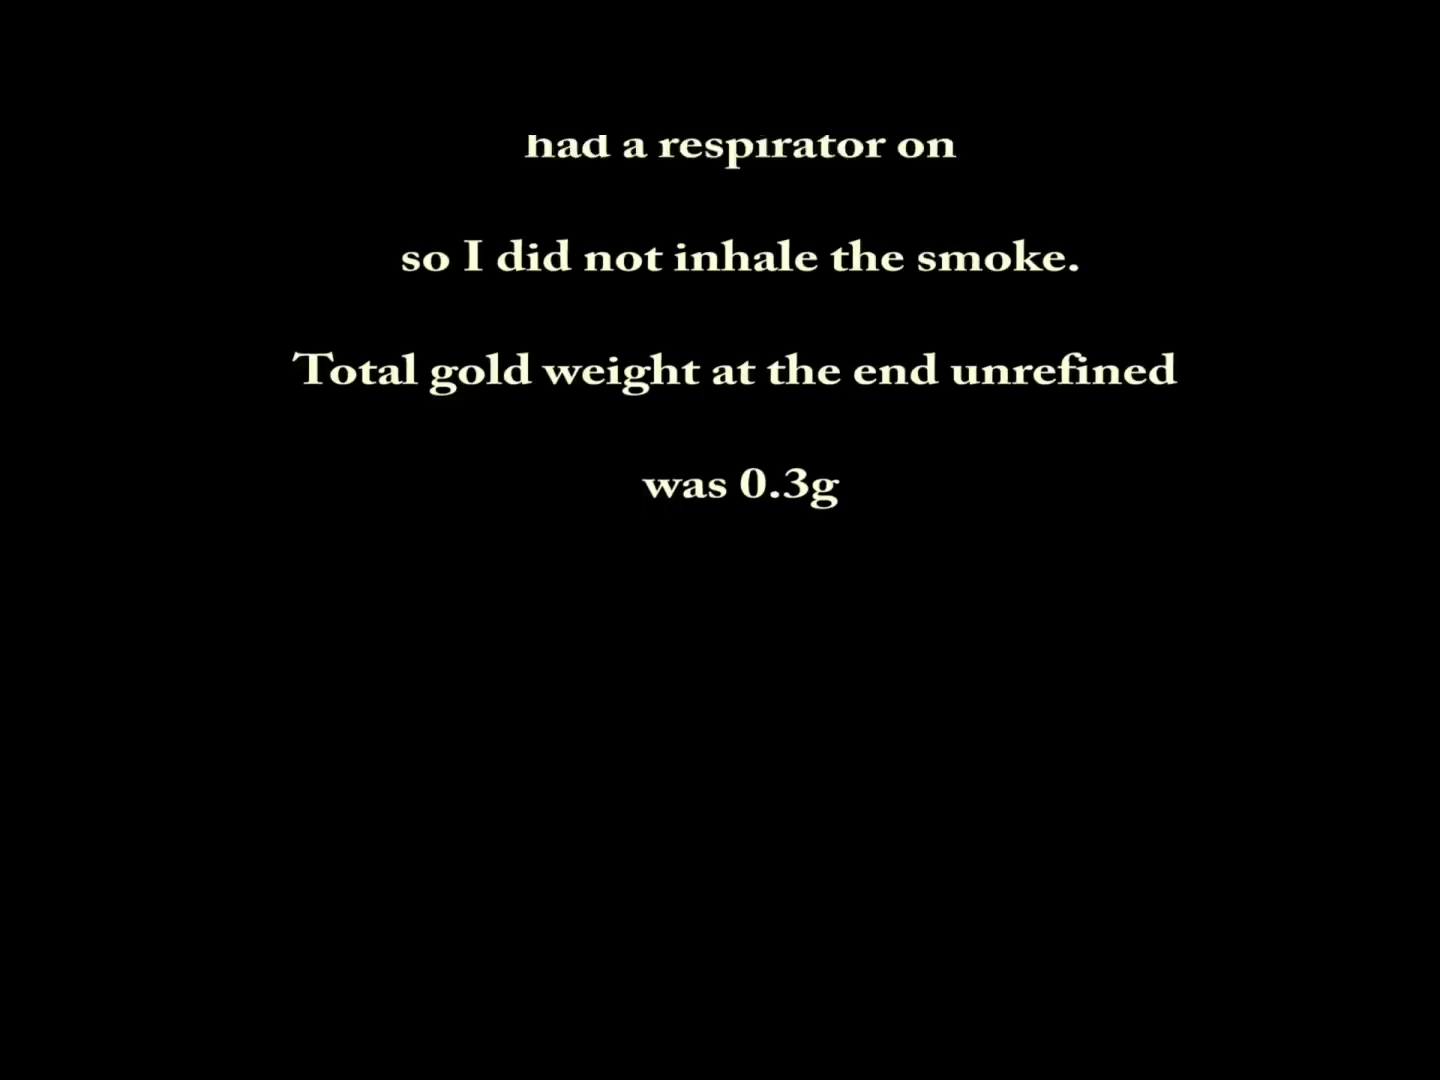 had a respirator on
so I did not inhale the smoke.
Total gold weight at the end unrefined
was 0.3g